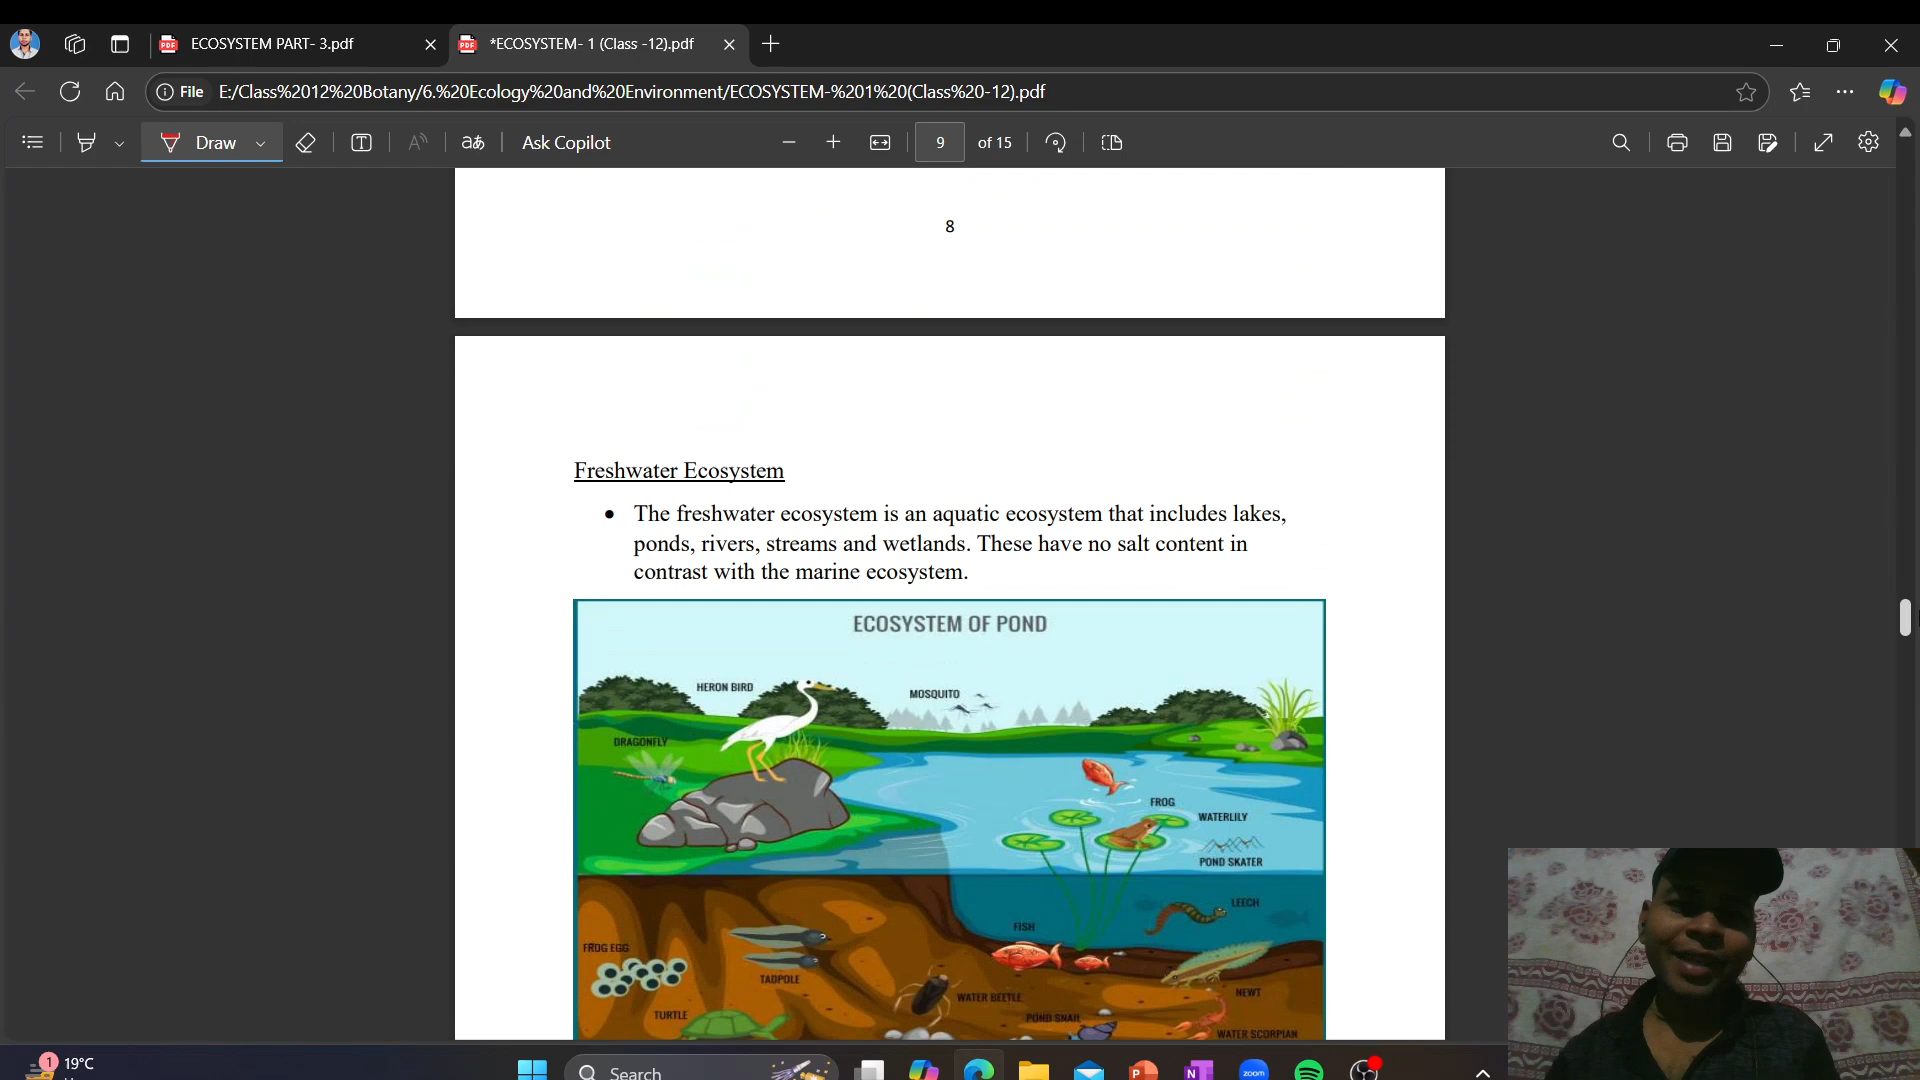 ECOSYSTEM PART- 3.pdf
*ECOSYSTEM- 1 (Class -12).pdf
File
E:/Class%2012%20Botany/6.%20Ecology%20and%20Environment/ECOSYSTEM-%201%20(Class%20-12).pdf
Draw
Ask Copilot
9 of 15
8
Freshwater Ecosystem
• The freshwater ecosystem is an aquatic ecosystem that includes lakes,
ponds, rivers, streams and wetlands. These have no salt content in
contrast with the marine ecosystem.
ECOSYSTEM OF POND
HERON BIRD
MOSQUITO
DRAGONFLY
FROG
WATERLILY
POND SKATER
LEECH
FISH
FROG EGG
TADPOLE
NEWT
WATER BEETLE
TURTLE
POND SNAIL
WATER SCORPIAN
1
19°C
Search
zoom